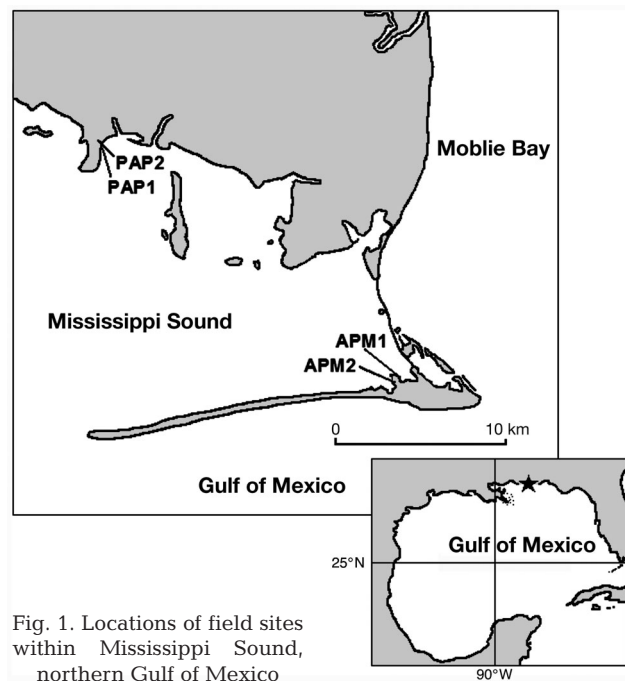 Moblie Bay
PAP2
PAP1
Mississippi Sound
APM1
APM2
0 10 km
Gulf of Mexico
Gulf of Mexico
25°N
90°W
Fig. 1. Locations of field sites
within Mississippi Sound,
northern Gulf of Mexico